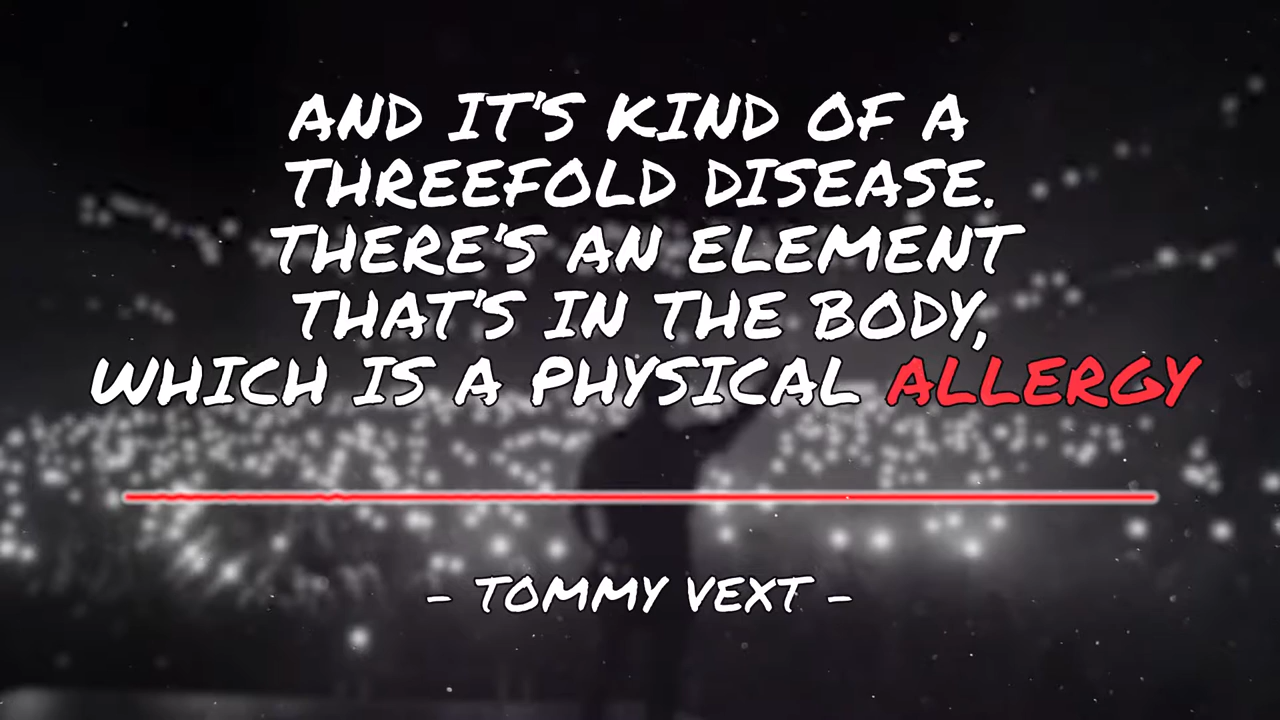 AND IT'S KIND OF A
THREEFOLD DISEASE.
THERE'S AN ELEMENT
THAT'S IN THE BODY,
WHICH IS A PHYSICAL ALLERGY
- TOMMY VEXT -